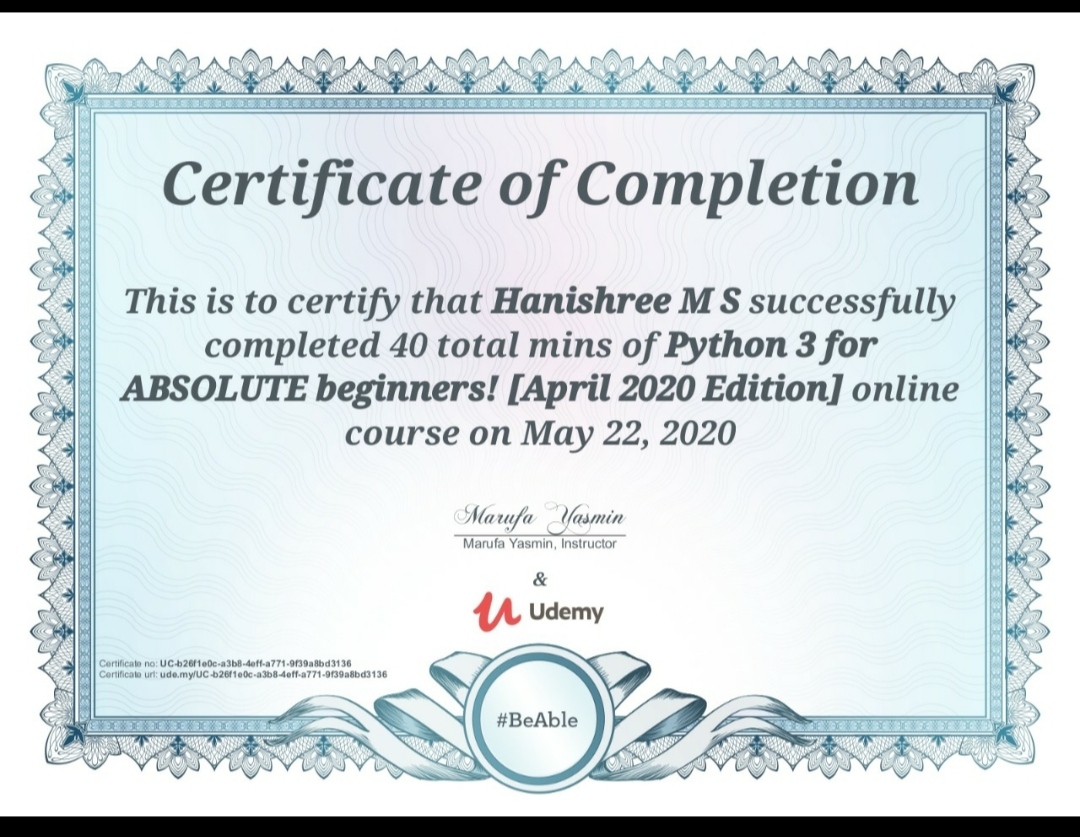 Certificate of Completion
This is to certify that Hanishree M S successfully
completed 40 total mins of Python 3 for
ABSOLUTE beginners! [April 2020 Edition] online
course on May 22, 2020
Marufa Yasmin
Marufa Yasmin, Instructor
&
Udemy
Certificate no: UC-b26f1e0c-a3b8-4eff-a771-9f39a8bd3136
Certificate url: ude.my/UC-b26f1e0c-a3b8-4eff-a771-9f39a8bd3136
#BeAble